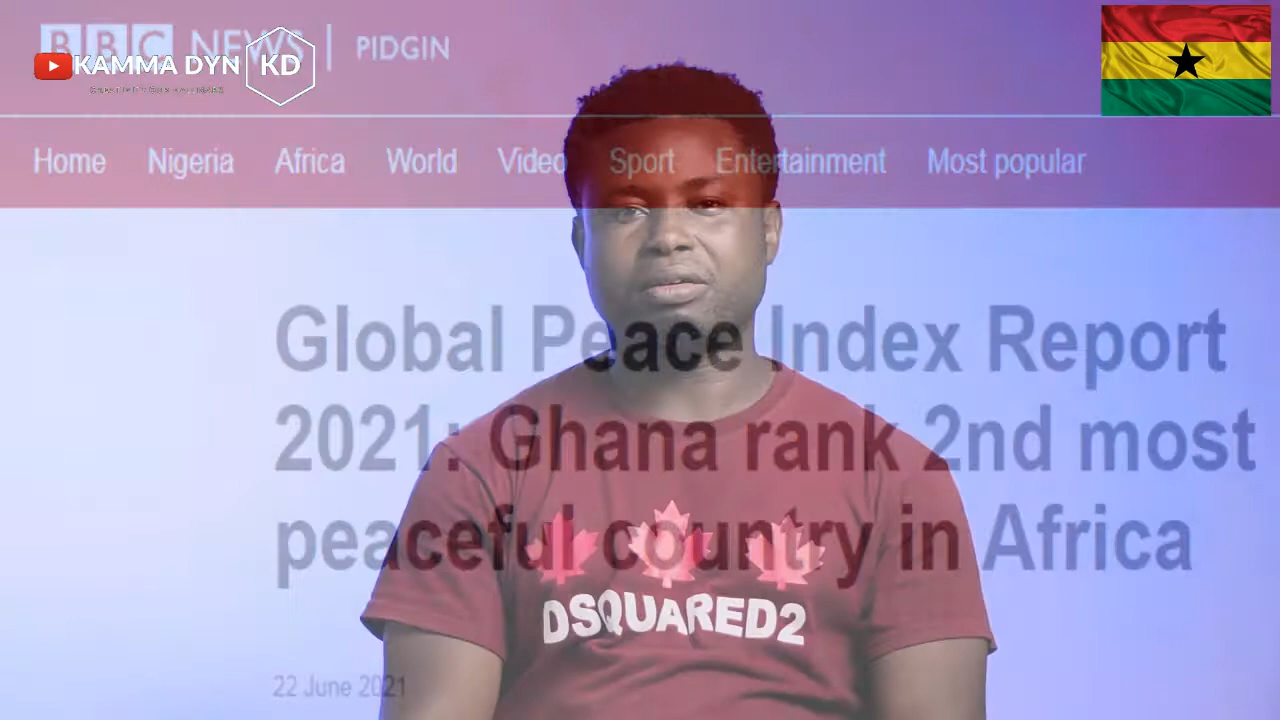 BBC NEWS PIDGIN
KAMMA DYN KD
Home Nigeria Africa World Video Sport Entertainment Most popular
Global Peace Index Report
2021: Ghana rank 2nd most
peaceful country in Africa
DSQUARED2
22 June 2021